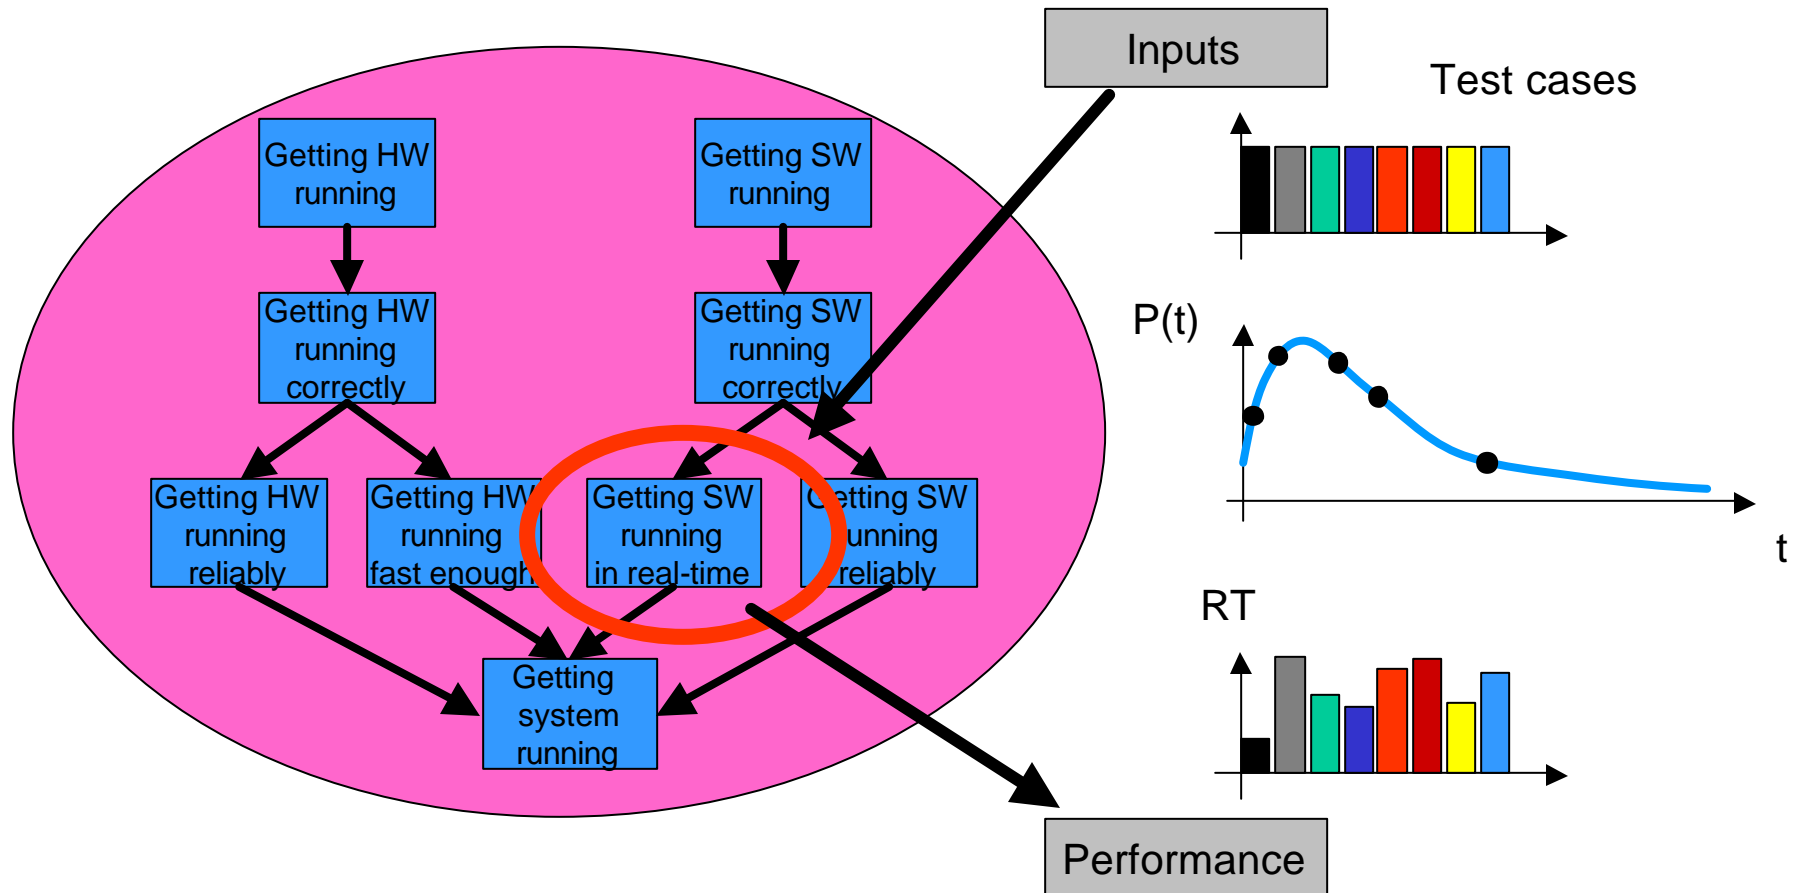 Inputs
Test cases
Getting HW
running
Getting SW
running
Getting HW
running
correctly
Getting SW
running
correctly
P(t)
t
Getting HW
running
reliably
Getting HW
running
fast enough
Getting SW
running
in real-time
Getting SW
running
reliably
RT
Getting
system
running
Performance